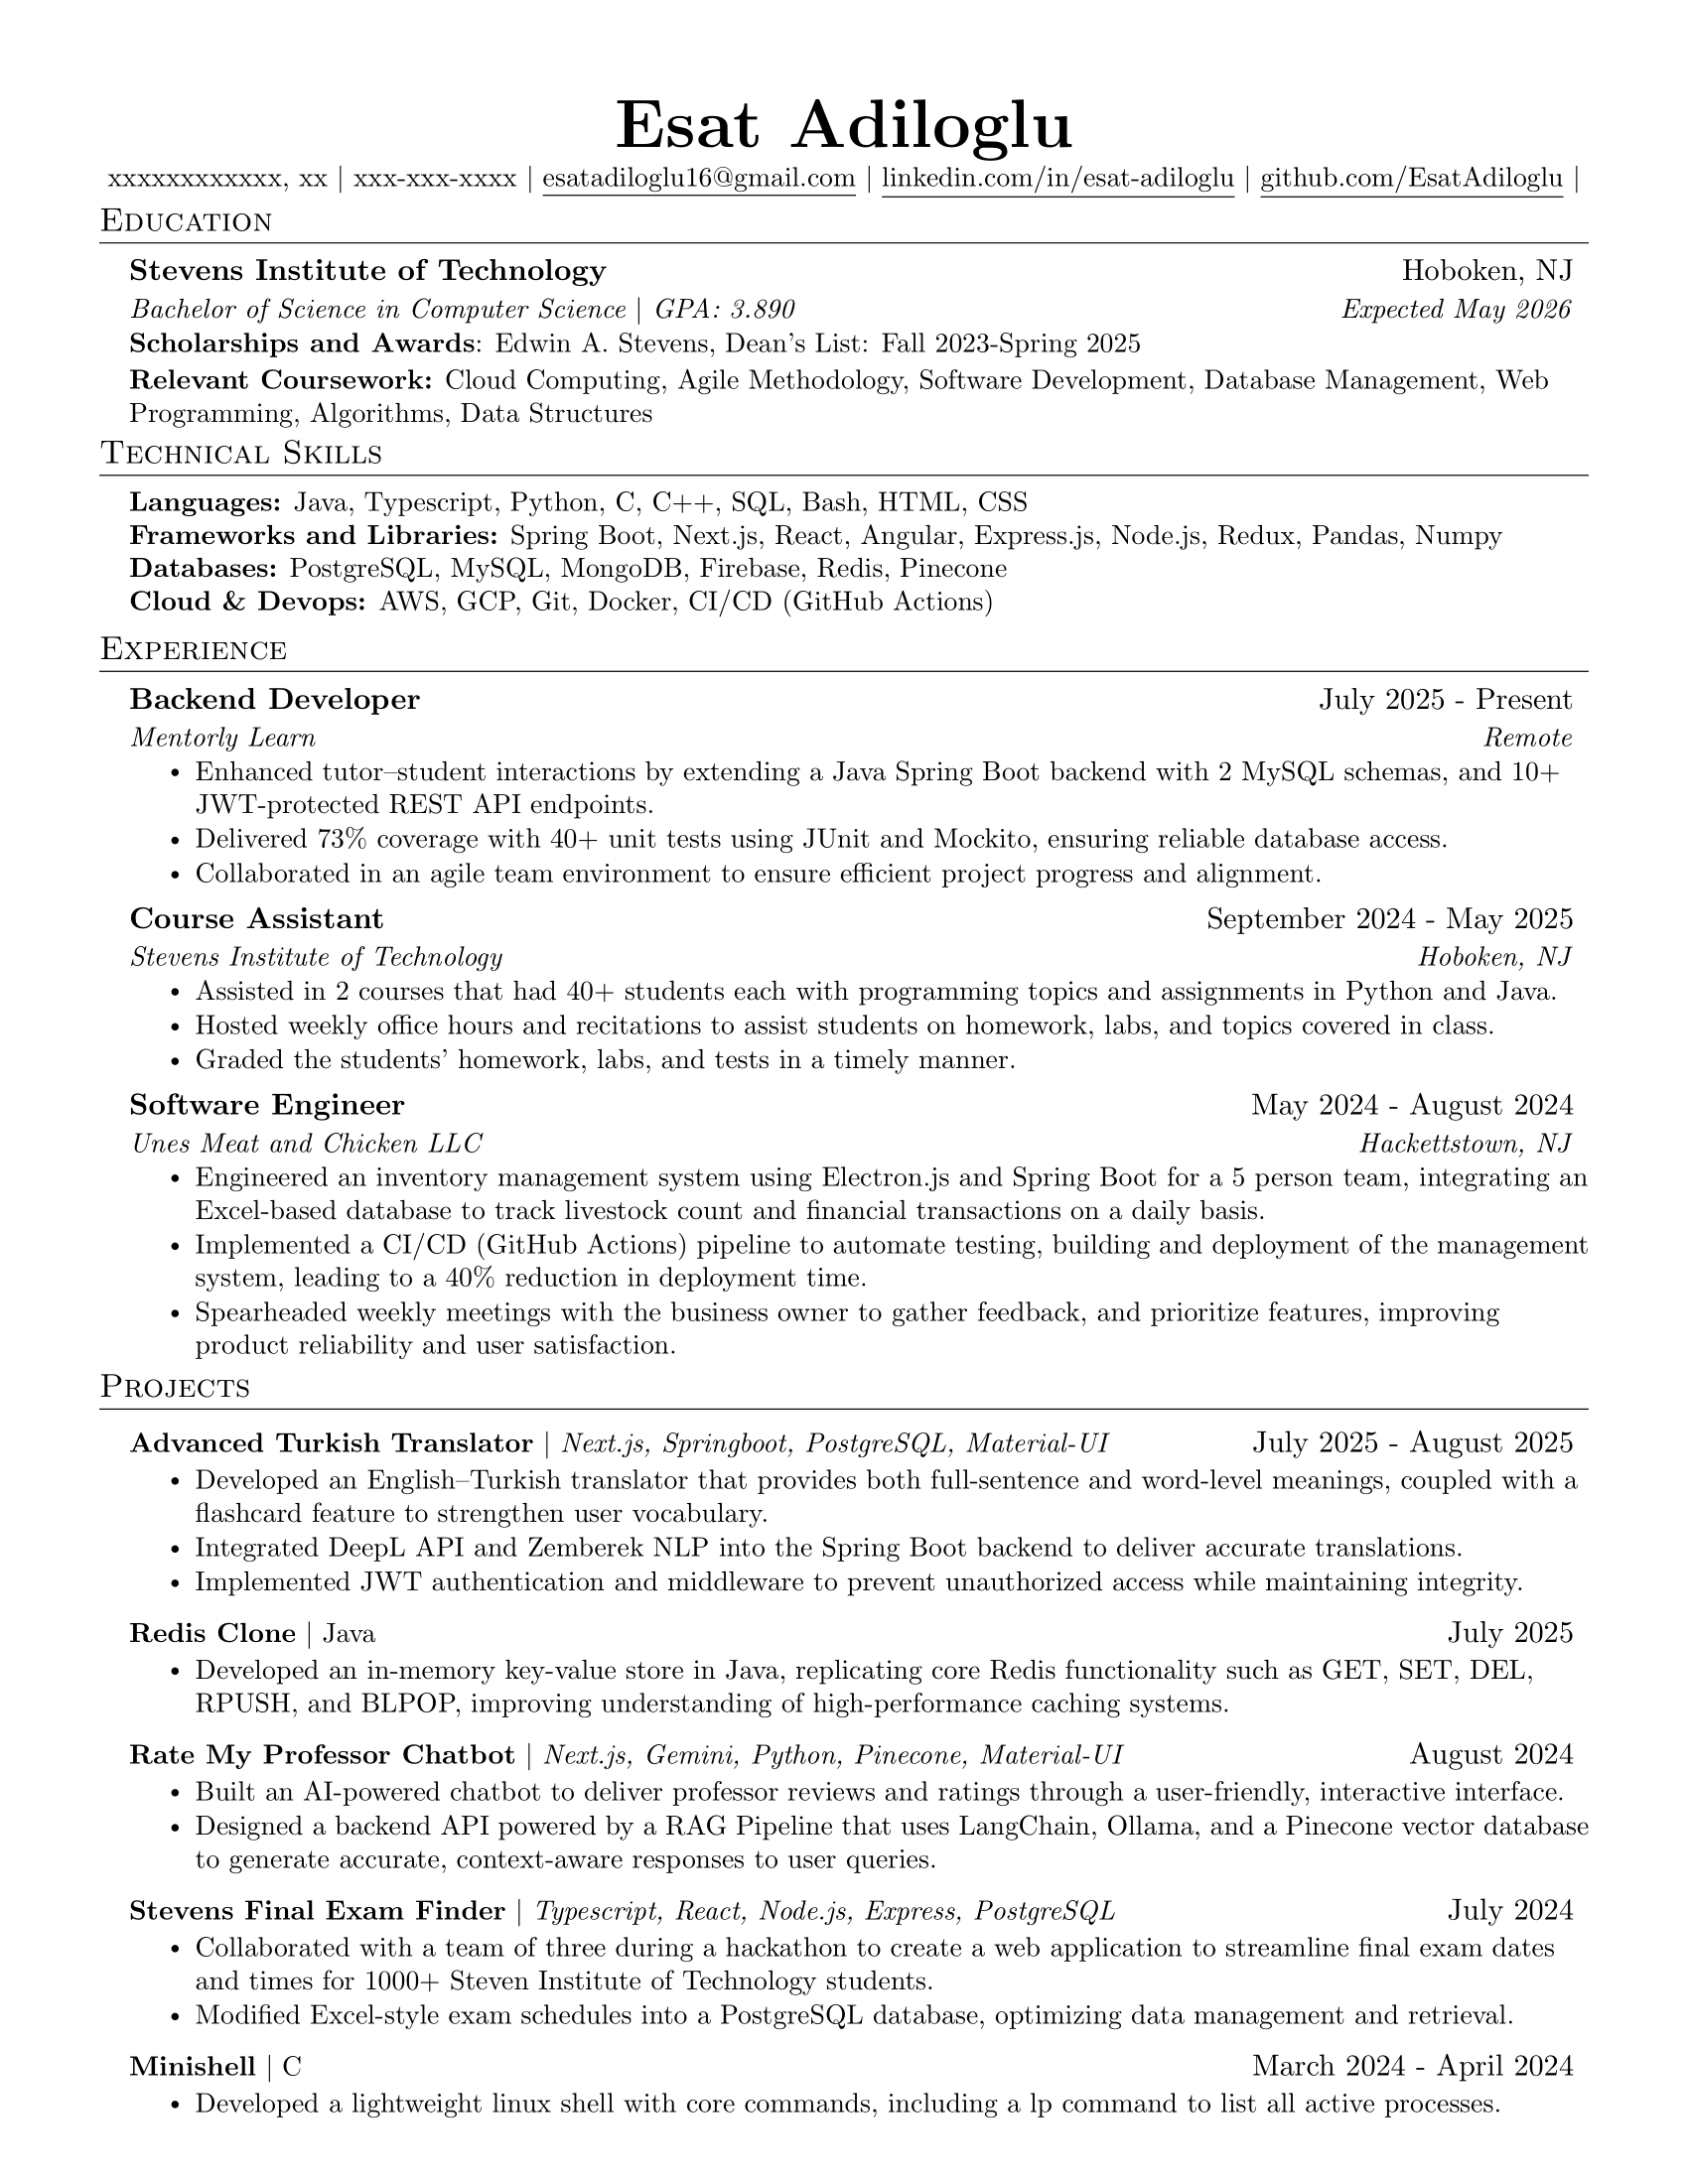 Esat Adiloglu
xxxxxxxxxxxx, xx | xxx-xxx-xxxx | esatadiloglu16@gmail.com | linkedin.com/in/esat-adiloglu | github.com/EsatAdiloglu |
Education
Stevens Institute of Technology Hoboken, NJ
Bachelor of Science in Computer Science | GPA: 3.890 Expected May 2026
Scholarships and Awards: Edwin A. Stevens, Dean's List: Fall 2023-Spring 2025
Relevant Coursework: Cloud Computing, Agile Methodology, Software Development, Database Management, Web
Programming, Algorithms, Data Structures
Technical Skills
Languages: Java, Typescript, Python, C, C++, SQL, Bash, HTML, CSS
Frameworks and Libraries: Spring Boot, Next.js, React, Angular, Express.js, Node.js, Redux, Pandas, Numpy
Databases: PostgreSQL, MySQL, MongoDB, Firebase, Redis, Pinecone
Cloud & Devops: AWS, GCP, Git, Docker, CI/CD (GitHub Actions)
Experience
Backend Developer July 2025 - Present
Mentorly Learn Remote
• Enhanced tutor–student interactions by extending a Java Spring Boot backend with 2 MySQL schemas, and 10+
JWT-protected REST API endpoints.
• Delivered 73% coverage with 40+ unit tests using JUnit and Mockito, ensuring reliable database access.
• Collaborated in an agile team environment to ensure efficient project progress and alignment.
Course Assistant September 2024 - May 2025
Stevens Institute of Technology Hoboken, NJ
• Assisted in 2 courses that had 40+ students each with programming topics and assignments in Python and Java.
• Hosted weekly office hours and recitations to assist students on homework, labs, and topics covered in class.
• Graded the students' homework, labs, and tests in a timely manner.
Software Engineer May 2024 - August 2024
Unes Meat and Chicken LLC Hackettstown, NJ
• Engineered an inventory management system using Electron.js and Spring Boot for a 5 person team, integrating an
Excel-based database to track livestock count and financial transactions on a daily basis.
• Implemented a CI/CD (GitHub Actions) pipeline to automate testing, building and deployment of the management
system, leading to a 40% reduction in deployment time.
• Spearheaded weekly meetings with the business owner to gather feedback, and prioritize features, improving
product reliability and user satisfaction.
Projects
Advanced Turkish Translator | Next.js, Springboot, PostgreSQL, Material-UI July 2025 - August 2025
• Developed an English–Turkish translator that provides both full-sentence and word-level meanings, coupled with a
flashcard feature to strengthen user vocabulary.
• Integrated DeepL API and Zemberek NLP into the Spring Boot backend to deliver accurate translations.
• Implemented JWT authentication and middleware to prevent unauthorized access while maintaining integrity.
Redis Clone | Java July 2025
• Developed an in-memory key-value store in Java, replicating core Redis functionality such as GET, SET, DEL,
RPUSH, and BLPOP, improving understanding of high-performance caching systems.
Rate My Professor Chatbot | Next.js, Gemini, Python, Pinecone, Material-UI August 2024
• Built an AI-powered chatbot to deliver professor reviews and ratings through a user-friendly, interactive interface.
• Designed a backend API powered by a RAG Pipeline that uses LangChain, Ollama, and a Pinecone vector database
to generate accurate, context-aware responses to user queries.
Stevens Final Exam Finder | Typescript, React, Node.js, Express, PostgreSQL July 2024
• Collaborated with a team of three during a hackathon to create a web application to streamline final exam dates
and times for 1000+ Steven Institute of Technology students.
• Modified Excel-style exam schedules into a PostgreSQL database, optimizing data management and retrieval.
Minishell | C March 2024 - April 2024
• Developed a lightweight linux shell with core commands, including a lp command to list all active processes.